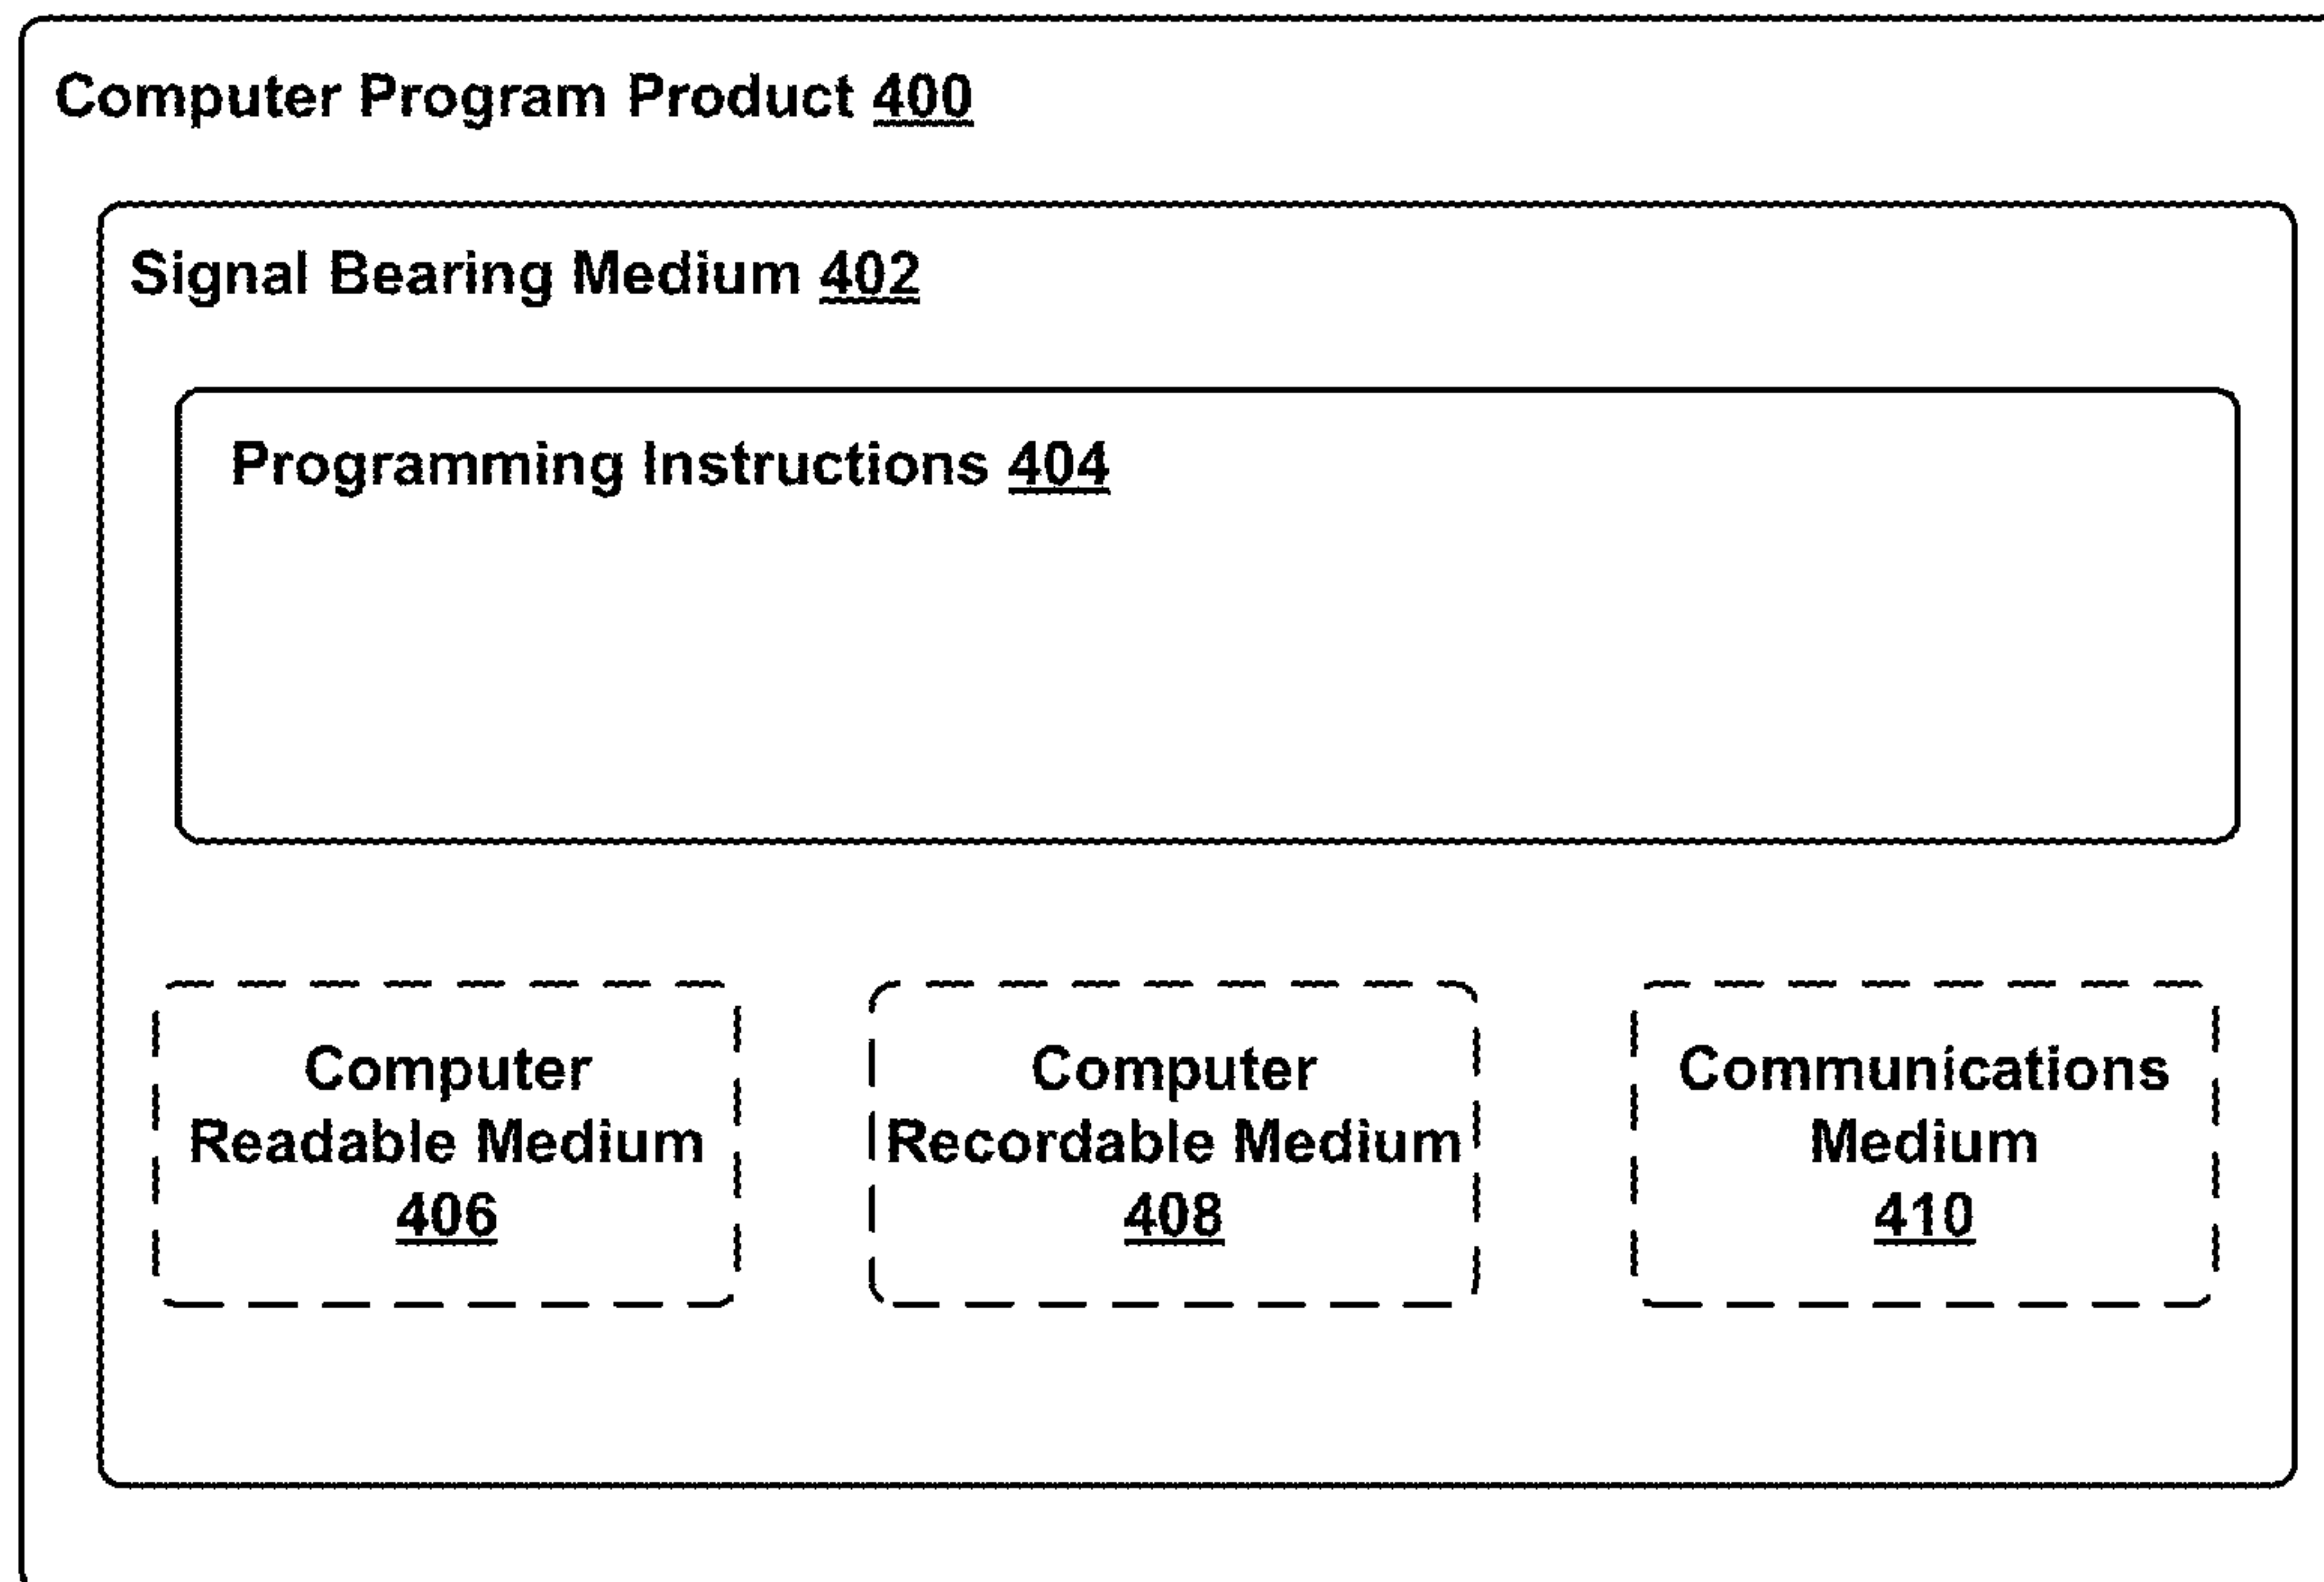 Computer Program Product 400
Signal Bearing Medium 402
Programming Instructions 404
Computer
Readable Medium
406
Computer
Recordable Medium
408
Communications
Medium
410